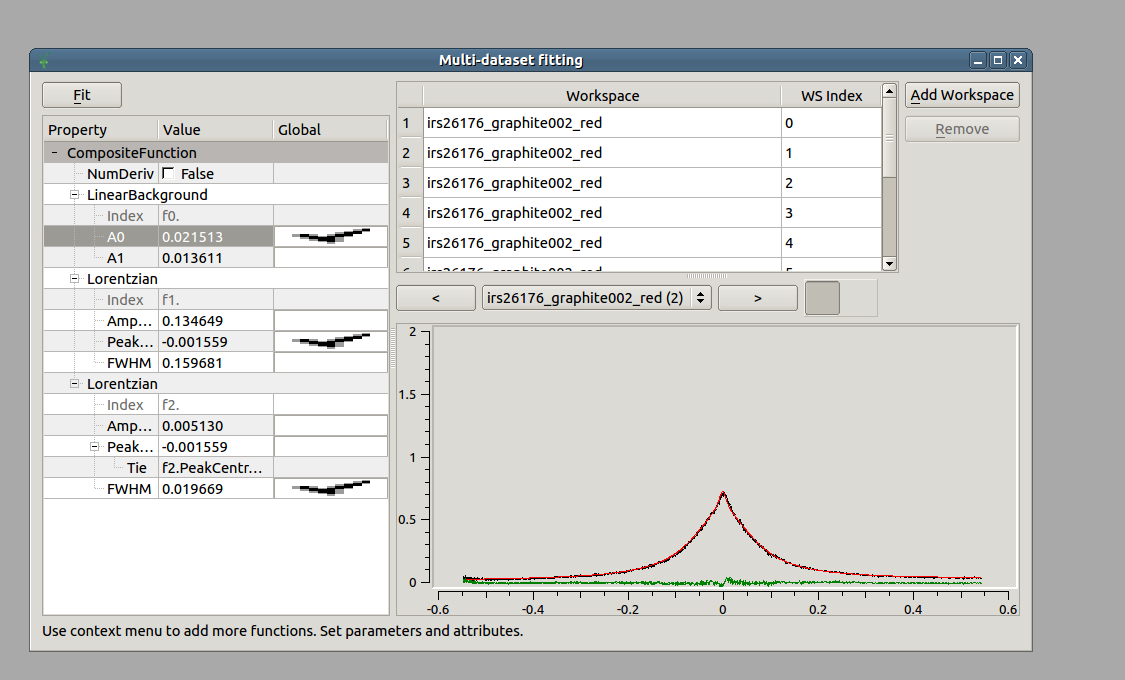 Multi-dataset fitting
Fit
Property Value Global
CompositeFunction
NumDeriv False
LinearBackground
Index f0.
A0 0.021513
A1 0.013611
Lorentzian
Index f1.
Amp... 0.134649
Peak... -0.001559
FWHM 0.159681
Lorentzian
Index f2.
Amp... 0.005130
Peak... -0.001559
Tie f2.PeakCentr...
FWHM 0.019669
Workspace WS Index
1 irs26176_graphite002_red 0
2 irs26176_graphite002_red 1
3 irs26176_graphite002_red 2
4 irs26176_graphite002_red 3
5 irs26176_graphite002_red 4
Add Workspace
Remove
< irs26176_graphite002_red (2) >
2
1.5
1
0.5
0
-0.6 -0.4 -0.2 0 0.2 0.4 0.6
Use context menu to add more functions. Set parameters and attributes.